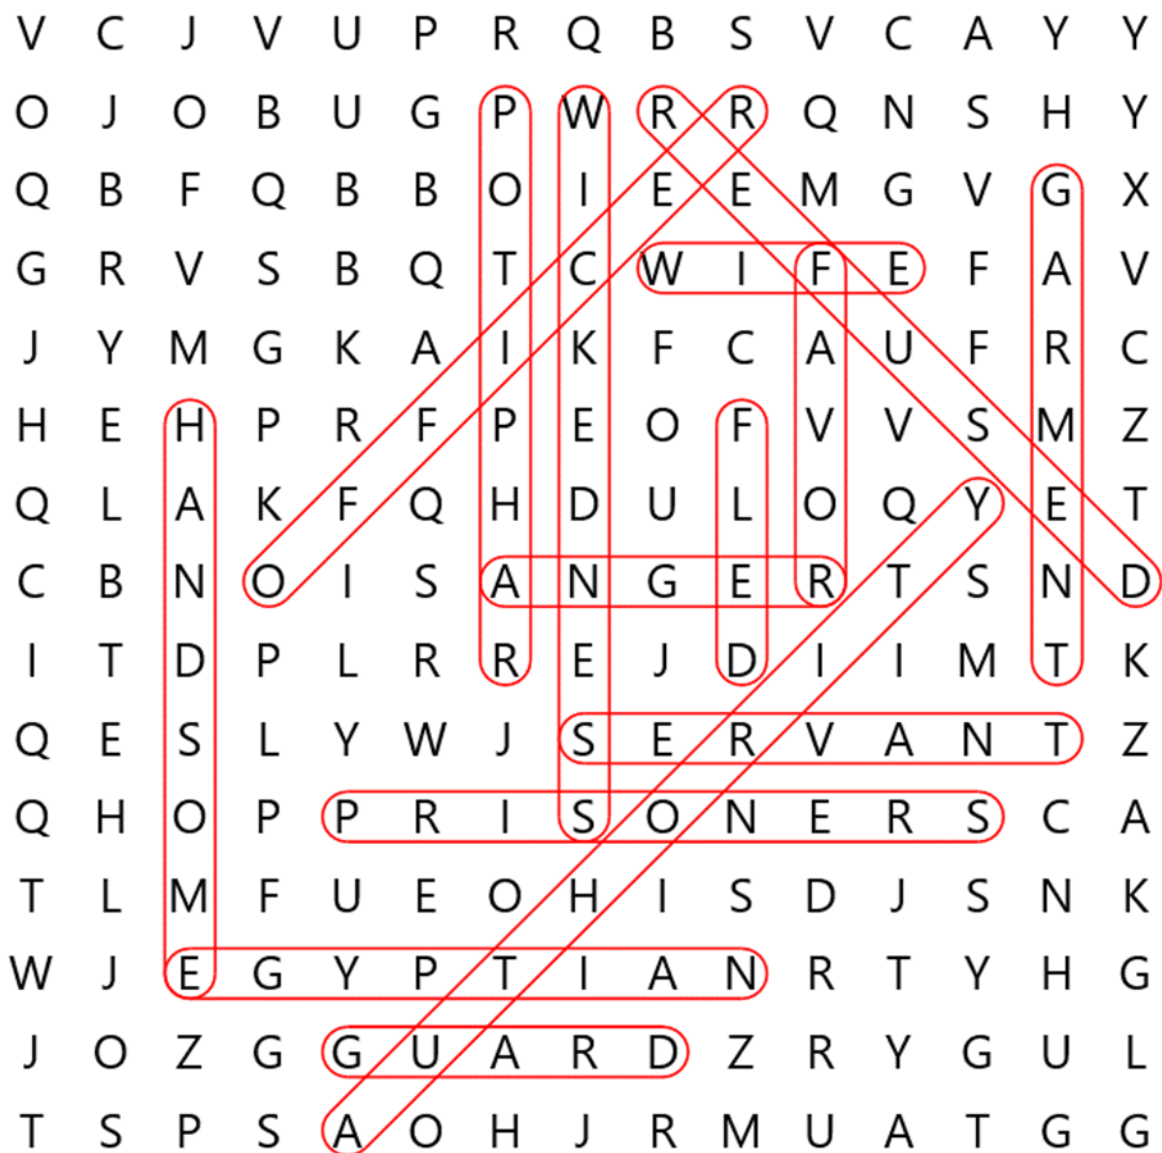 V C J V U P R Q B S V C A Y Y
O J O B U G P W R R Q N S H Y
Q B F Q B B O I E E M G V G X
G R V S B Q T C W I F E F A V
J Y M G K A I K F C A U F R C
H E H P R F P E O F V V S M Z
Q L A K F Q H D U L O Q Y E T
C B N O I S A N G E R T S N D
I T D P L R R E J D I I M T K
Q E S L Y W J S E R V A N T Z
Q H O P P R I S O N E R S C A
T L M F U E O H I S D J S N K
W J E G Y P T I A N R T Y H G
J O Z G G U A R D Z R Y G U L
T S P S A O H J R M U A T G G